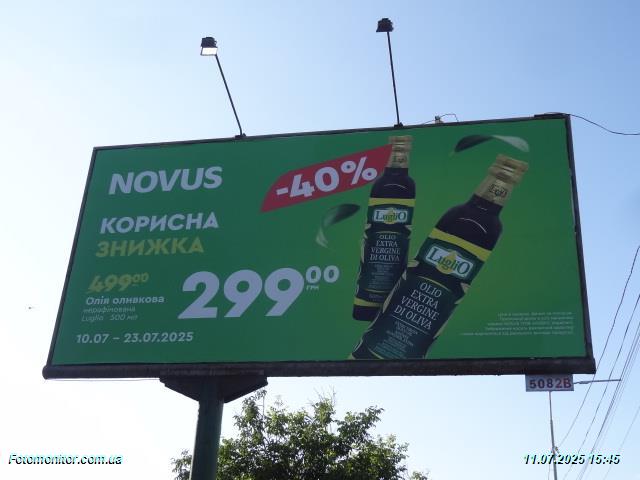 NOVUS
-40%
КОРИСНА
ЗНИЖКА
499⁰⁰
299⁰⁰
ГРН
Олія оливкова
нерафінована
Luglio 500 мл
10.07 – 23.07.2025
LugliO
OLIO
EXTRA
VERGINE
DI OLIVA
LugliO
OLIO
EXTRA
VERGINE
DI OLIVA
5082B
Fotomonitor.com.ua
11.07.2025 15:45